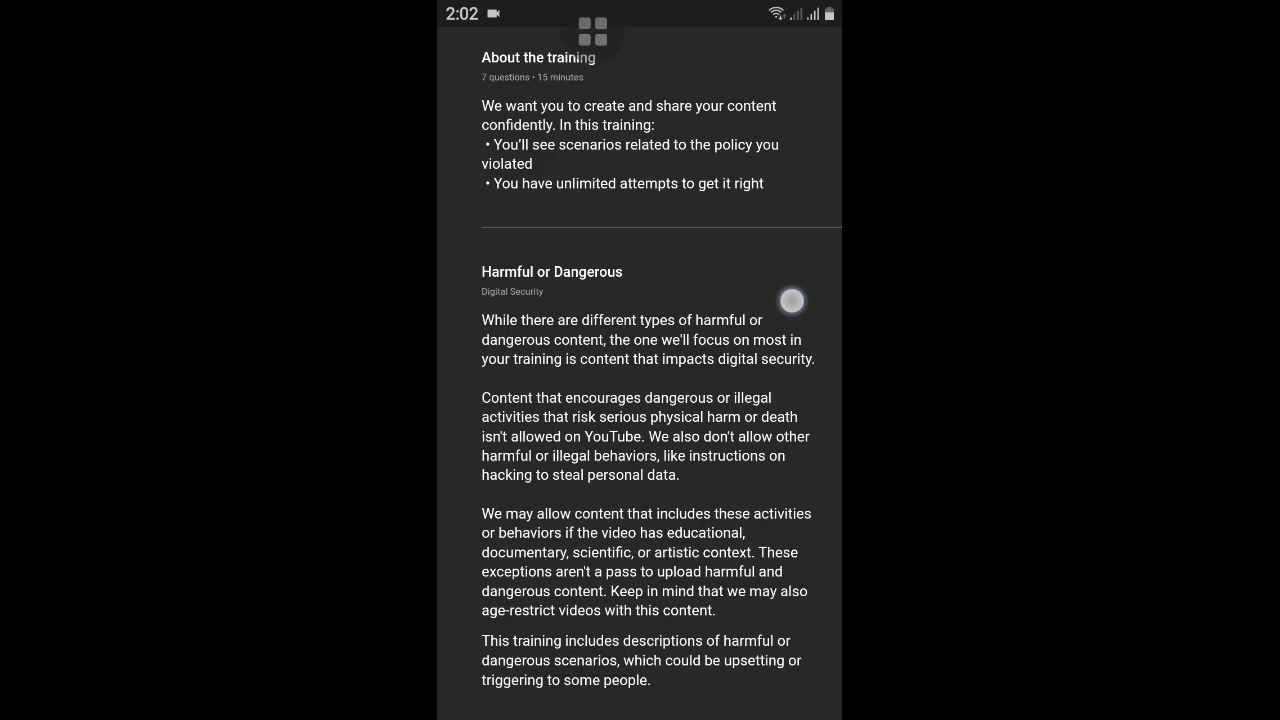 2:02
About the training
7 questions • 15 minutes
We want you to create and share your content
confidently. In this training:
• You'll see scenarios related to the policy you
violated
• You have unlimited attempts to get it right
Harmful or Dangerous
Digital Security
While there are different types of harmful or
dangerous content, the one we'll focus on most in
your training is content that impacts digital security.
Content that encourages dangerous or illegal
activities that risk serious physical harm or death
isn't allowed on YouTube. We also don't allow other
harmful or illegal behaviors, like instructions on
hacking to steal personal data.
We may allow content that includes these activities
or behaviors if the video has educational,
documentary, scientific, or artistic context. These
exceptions aren't a pass to upload harmful and
dangerous content. Keep in mind that we may also
age-restrict videos with this content.
This training includes descriptions of harmful or
dangerous scenarios, which could be upsetting or
triggering to some people.